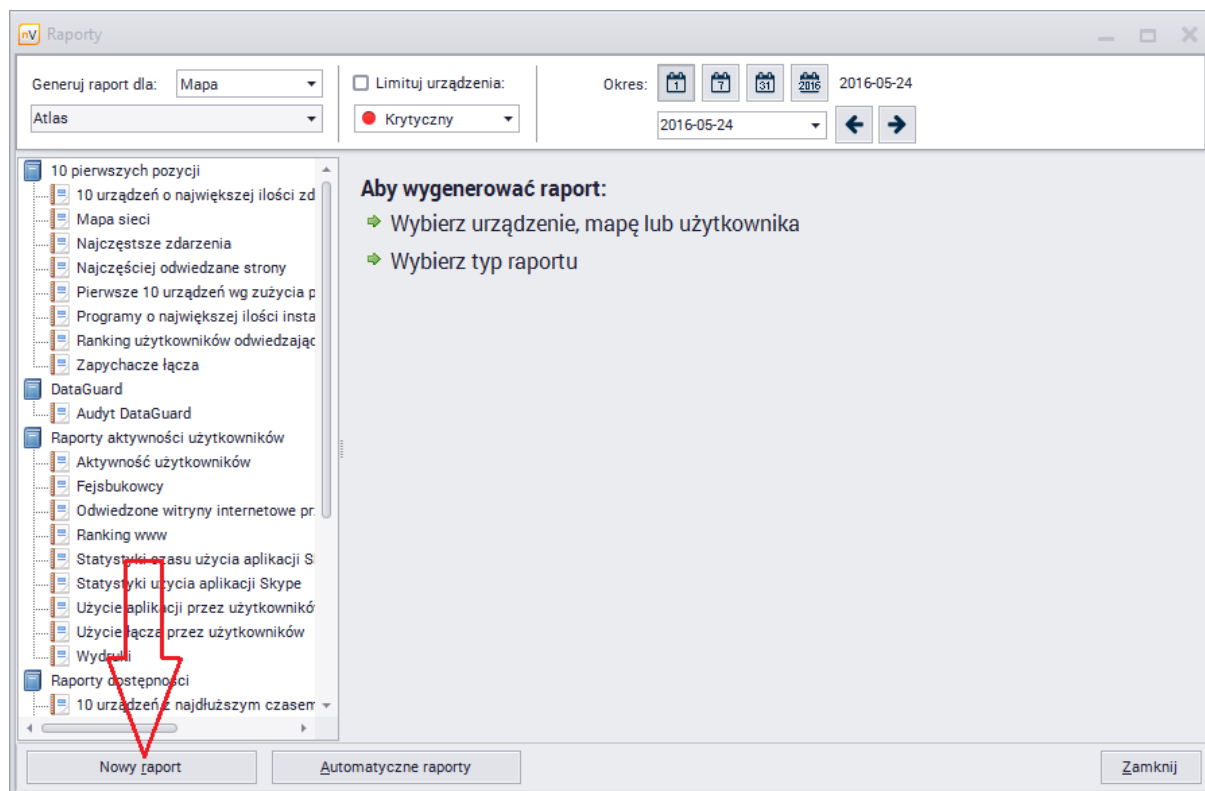 nV Raporty
Generuj raport dla: Mapa
Atlas
Limituj urządzenia:
Krytyczny
Okres: 1 7 31 2016 2016-05-24
2016-05-24
10 pierwszych pozycji
10 urządzeń o największej ilości zd
Mapa sieci
Najczęstsze zdarzenia
Najczęściej odwiedzane strony
Pierwsze 10 urządzeń wg zużycia p
Programy o największej ilości insta
Ranking użytkowników odwiedzając
Zapychacze łącza
DataGuard
Audyt DataGuard
Raporty aktywności użytkowników
Aktywność użytkowników
Fejsbukowcy
Odwiedzone witryny internetowe pr
Ranking www
Statystyki czasu użycia aplikacji S
Statystyki użycia aplikacji Skype
Użycie aplikacji przez użytkownikó
Użycie łącza przez użytkowników
Wydruki
Raporty dostępności
10 urządzeń z najdłuższym czasem
Aby wygenerować raport:
Wybierz urządzenie, mapę lub użytkownika
Wybierz typ raportu
Nowy raport
Automatyczne raporty
Zamknij